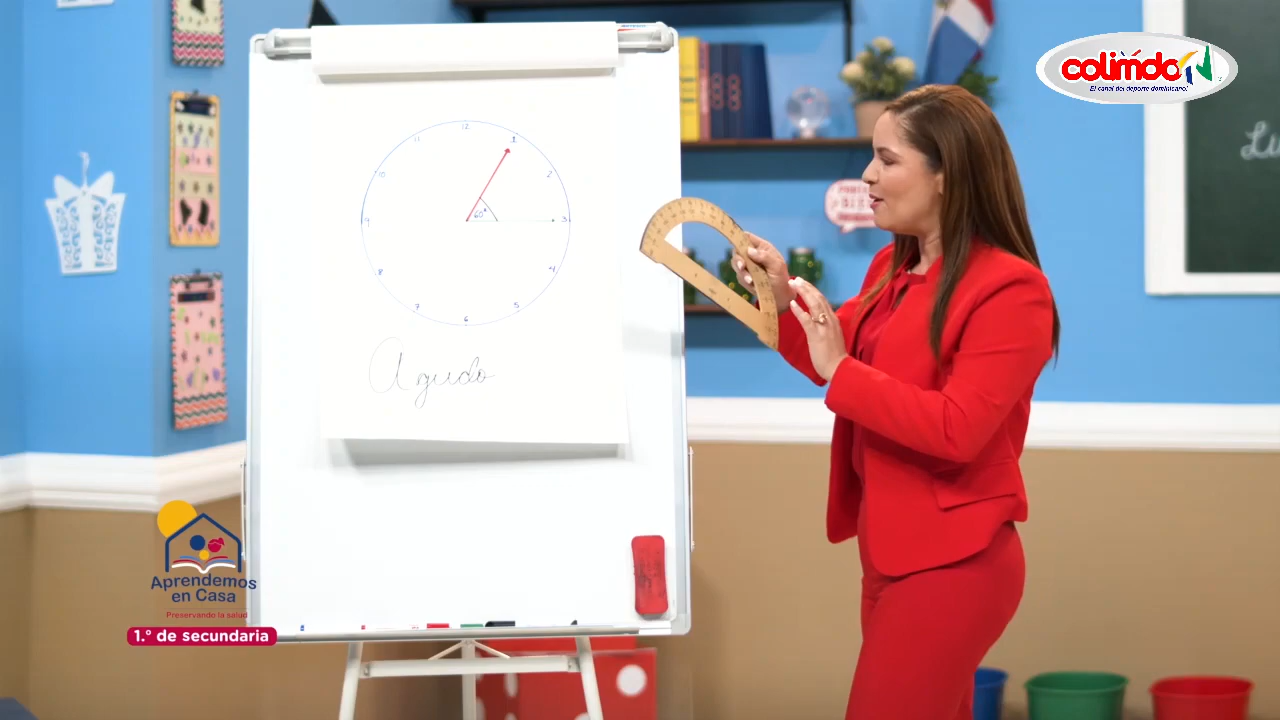 colimdo
El canal del deporte dominicano!
12
11
1
10
2
60°
9
3
8
4
7
5
6
Agudo
Aprendemos
en Casa
Preservando la salud
1.° de secundaria